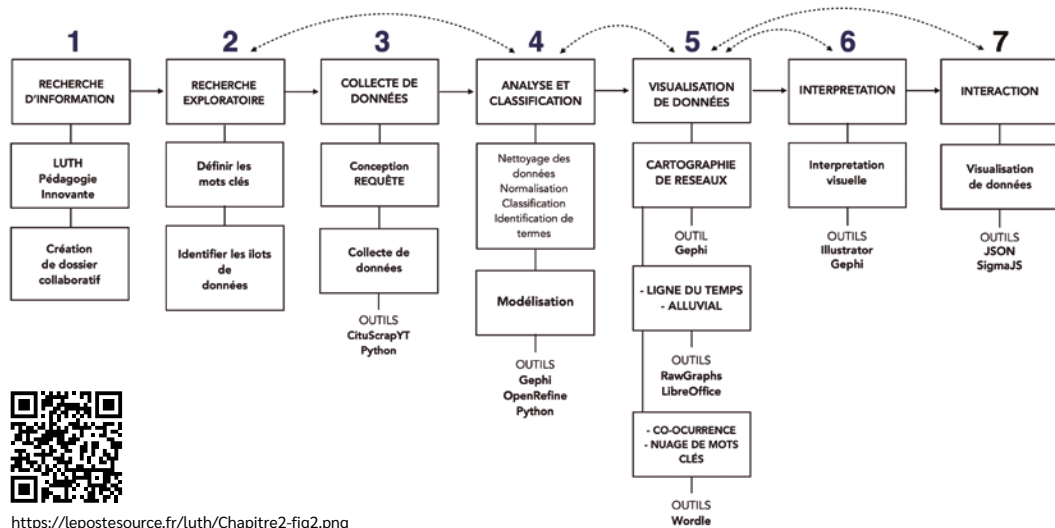 1
RECHERCHE
D'INFORMATION
LUTH
Pédagogie
Innovante
Création
de dossier
collaboratif
2
RECHERCHE
EXPLORATOIRE
Définir les
mots clés
Identifier les îlots
de
données
3
COLLECTE DE
DONNÉES
Conception
REQUÊTE
Collecte de
données
OUTILS
CituScrapYT
Python
4
ANALYSE ET
CLASSIFICATION
Nettoyage des
données
Normalisation
Classification
Identification de
termes
Modélisation
OUTILS
Gephi
OpenRefine
Python
5
VISUALISATION
DE DONNÉES
CARTOGRAPHIE
DE RESEAUX
OUTIL
Gephi
- LIGNE DU TEMPS
- ALLUVIAL
OUTILS
RawGraphs
LibreOffice
- CO-OCURRENCE
- NUAGE DE MOTS
CLÉS
OUTILS
Wordle
6
INTERPRETATION
Interpretation
visuelle
OUTILS
Illustrator
Gephi
7
INTERACTION
Visualisation
de données
OUTILS
JSON
SigmaJS
https://lepostesource.fr/luth/Chapitre2-fig2.png